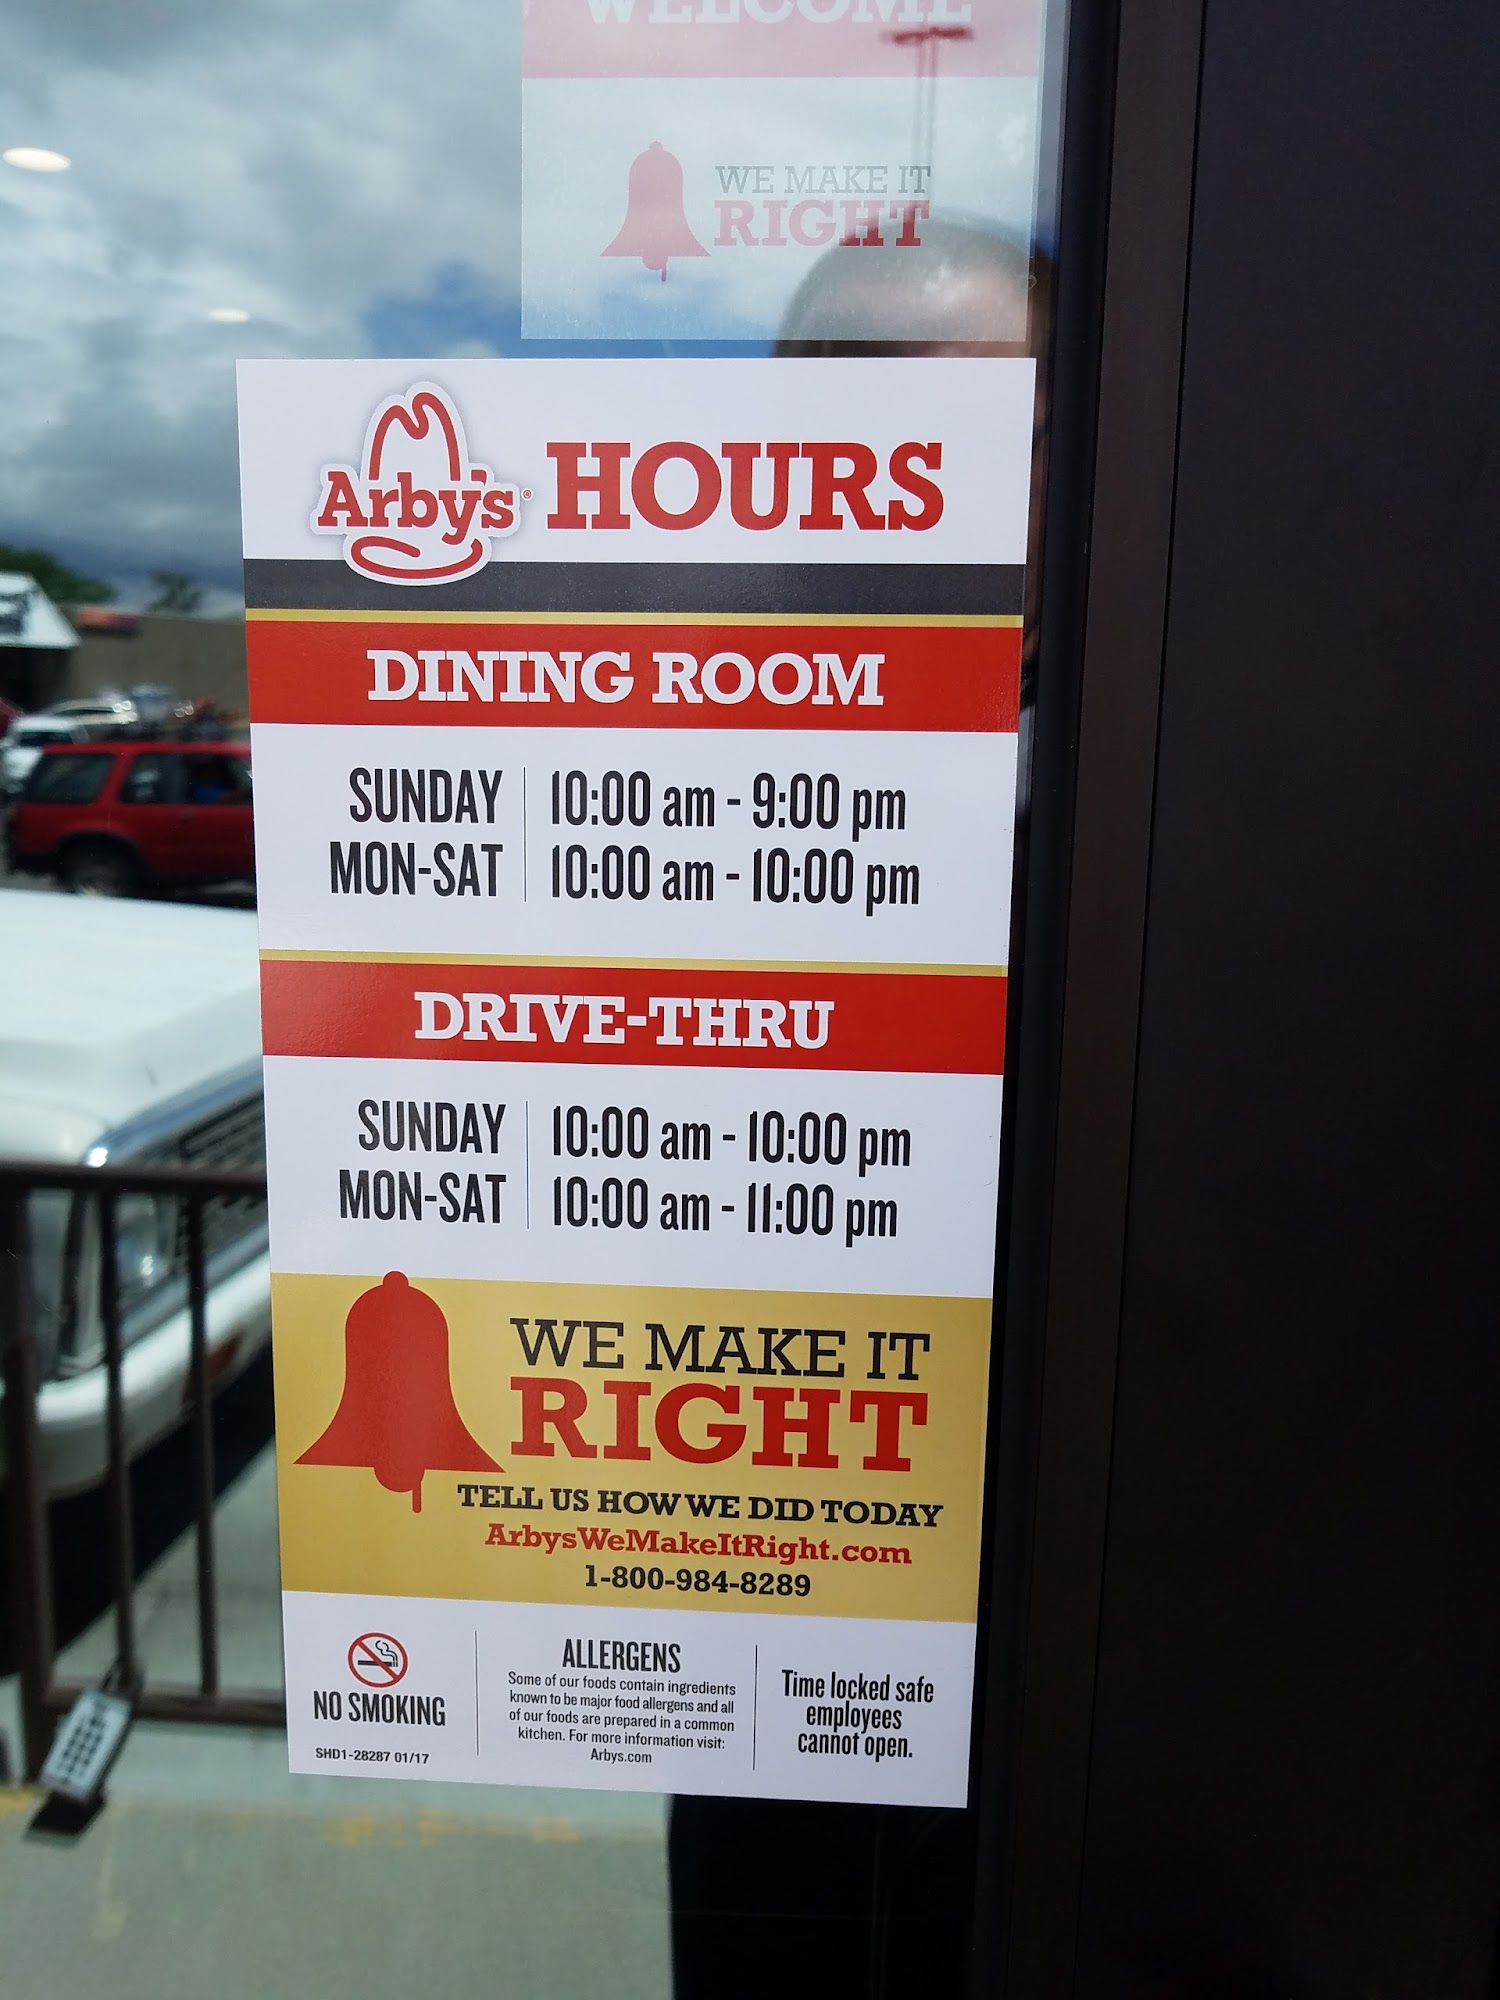 WELCOME
WE MAKE IT
RIGHT
Arby's® HOURS
DINING ROOM
SUNDAY 10:00 am - 9:00 pm
MON-SAT 10:00 am - 10:00 pm
DRIVE-THRU
SUNDAY 10:00 am - 10:00 pm
MON-SAT 10:00 am - 11:00 pm
WE MAKE IT
RIGHT
TELL US HOW WE DID TODAY
ArbysWeMakeItRight.com
1-800-984-8289
NO SMOKING
SHD1-28287 01/17
ALLERGENS
Some of our foods contain ingredients
known to be major food allergens and all
of our foods are prepared in a common
kitchen. For more information visit:
Arbys.com
Time locked safe
employees
cannot open.